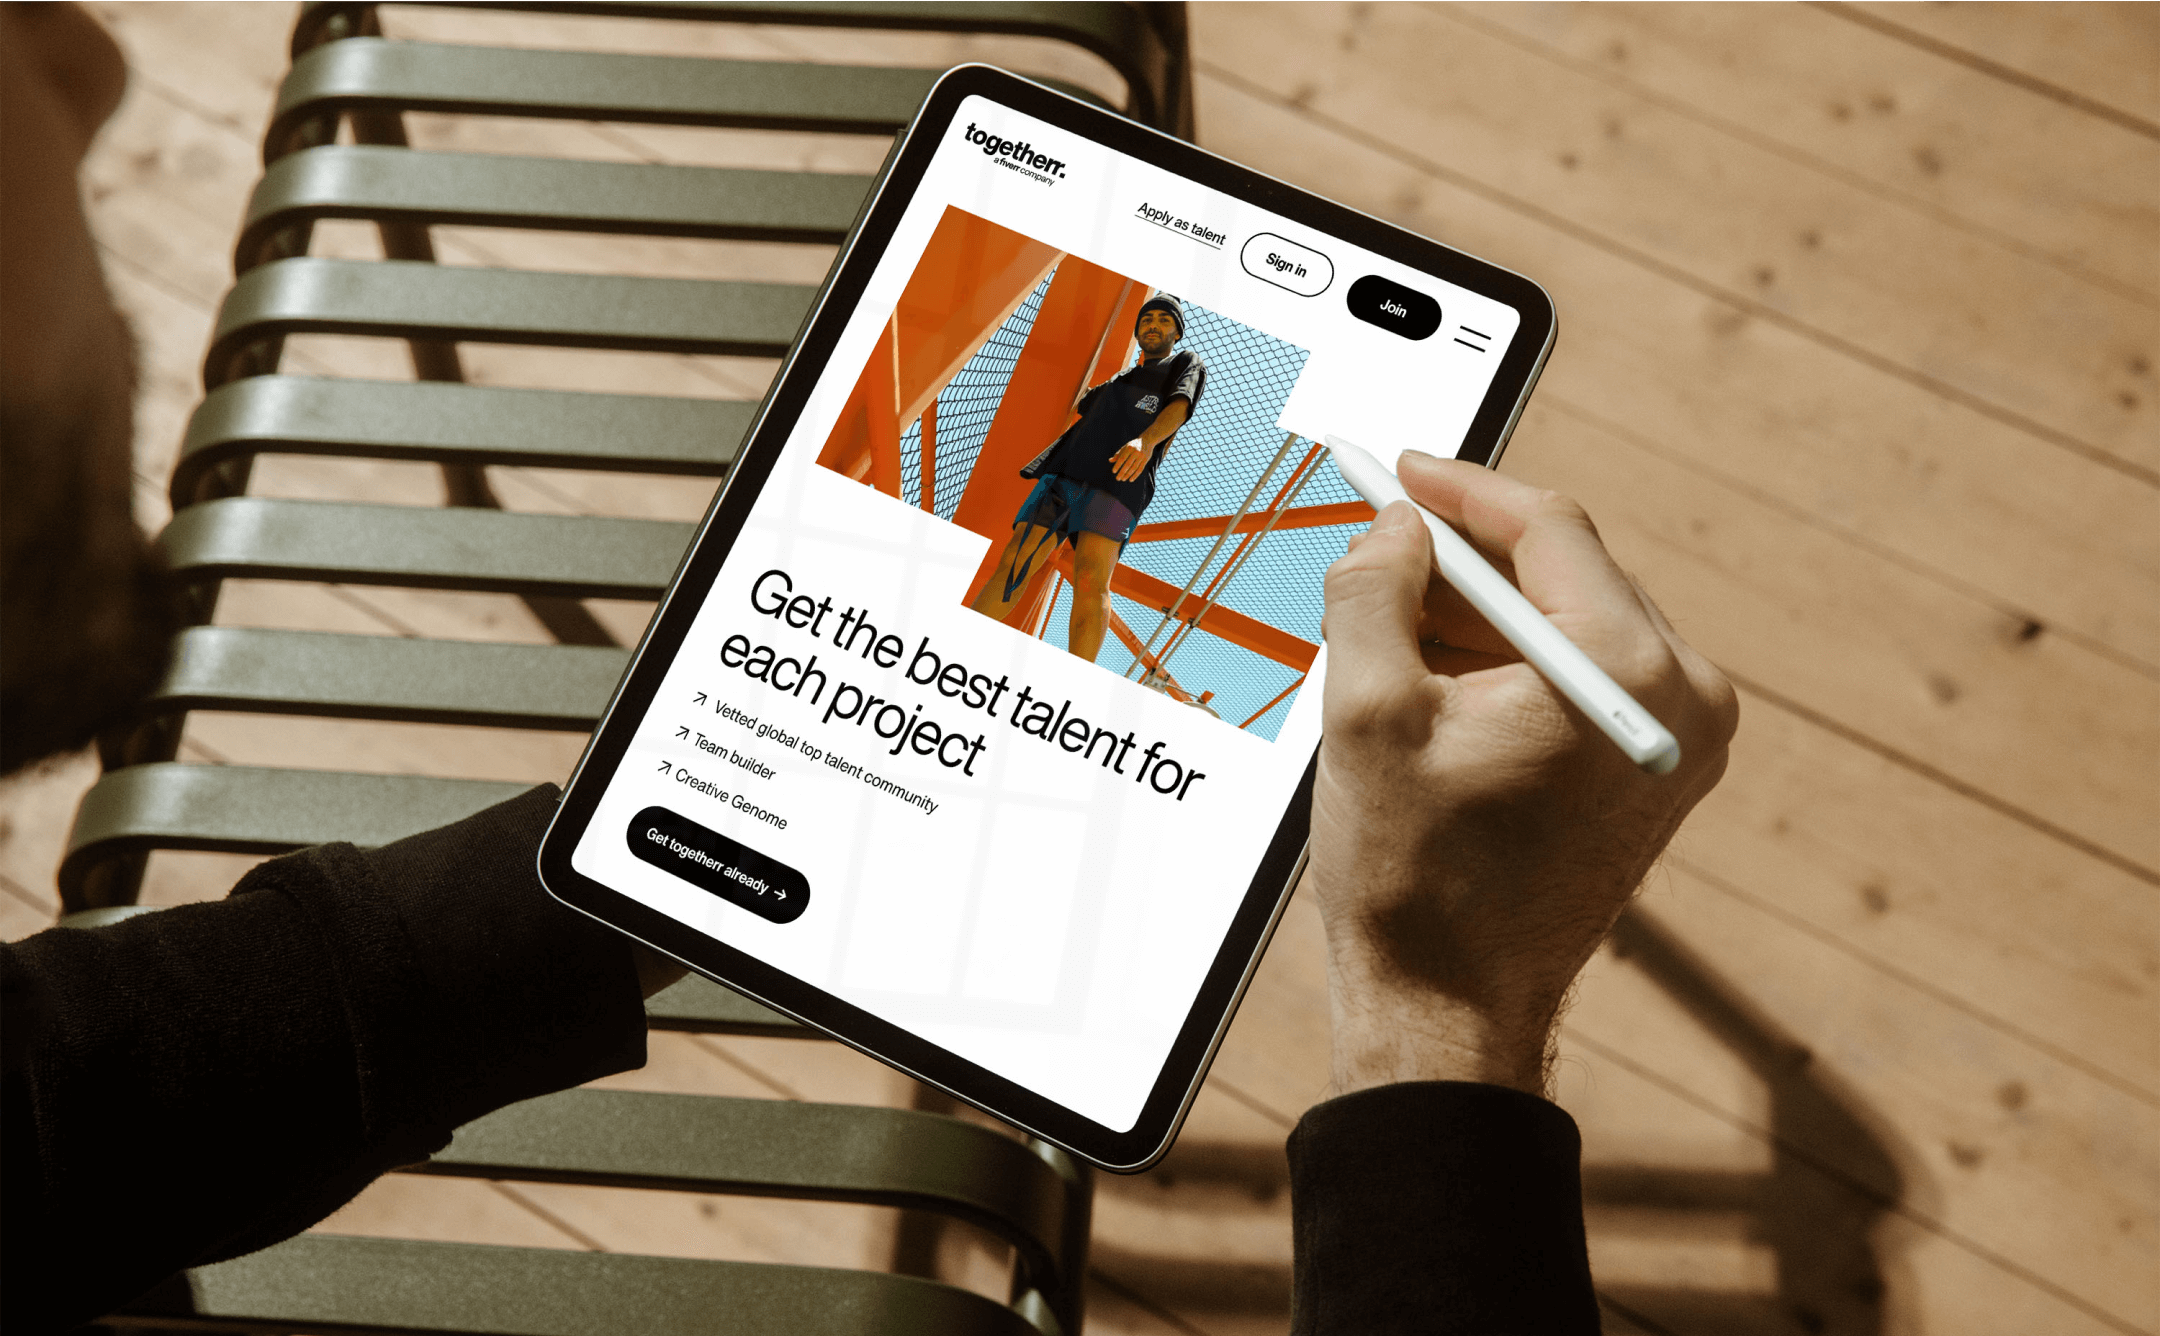 togetherr.
a fiverr company
Apply as talent
Sign in
Join
Get the best talent for
each project
Vetted global top talent community
Team builder
Creative Genome
Get togetherr already →